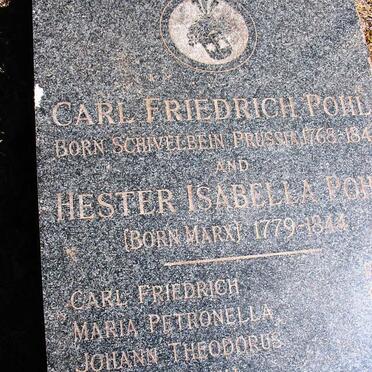 CARL FRIEDRICH POHL
BORN SCHIVELBEIN PRUSSIA, 1768-184
AND
HESTER ISABELLA POH
(BORN MARX) 1779-1844
CARL FRIEDRICH
MARIA PETRONELLA
JOHANN THEODORUS